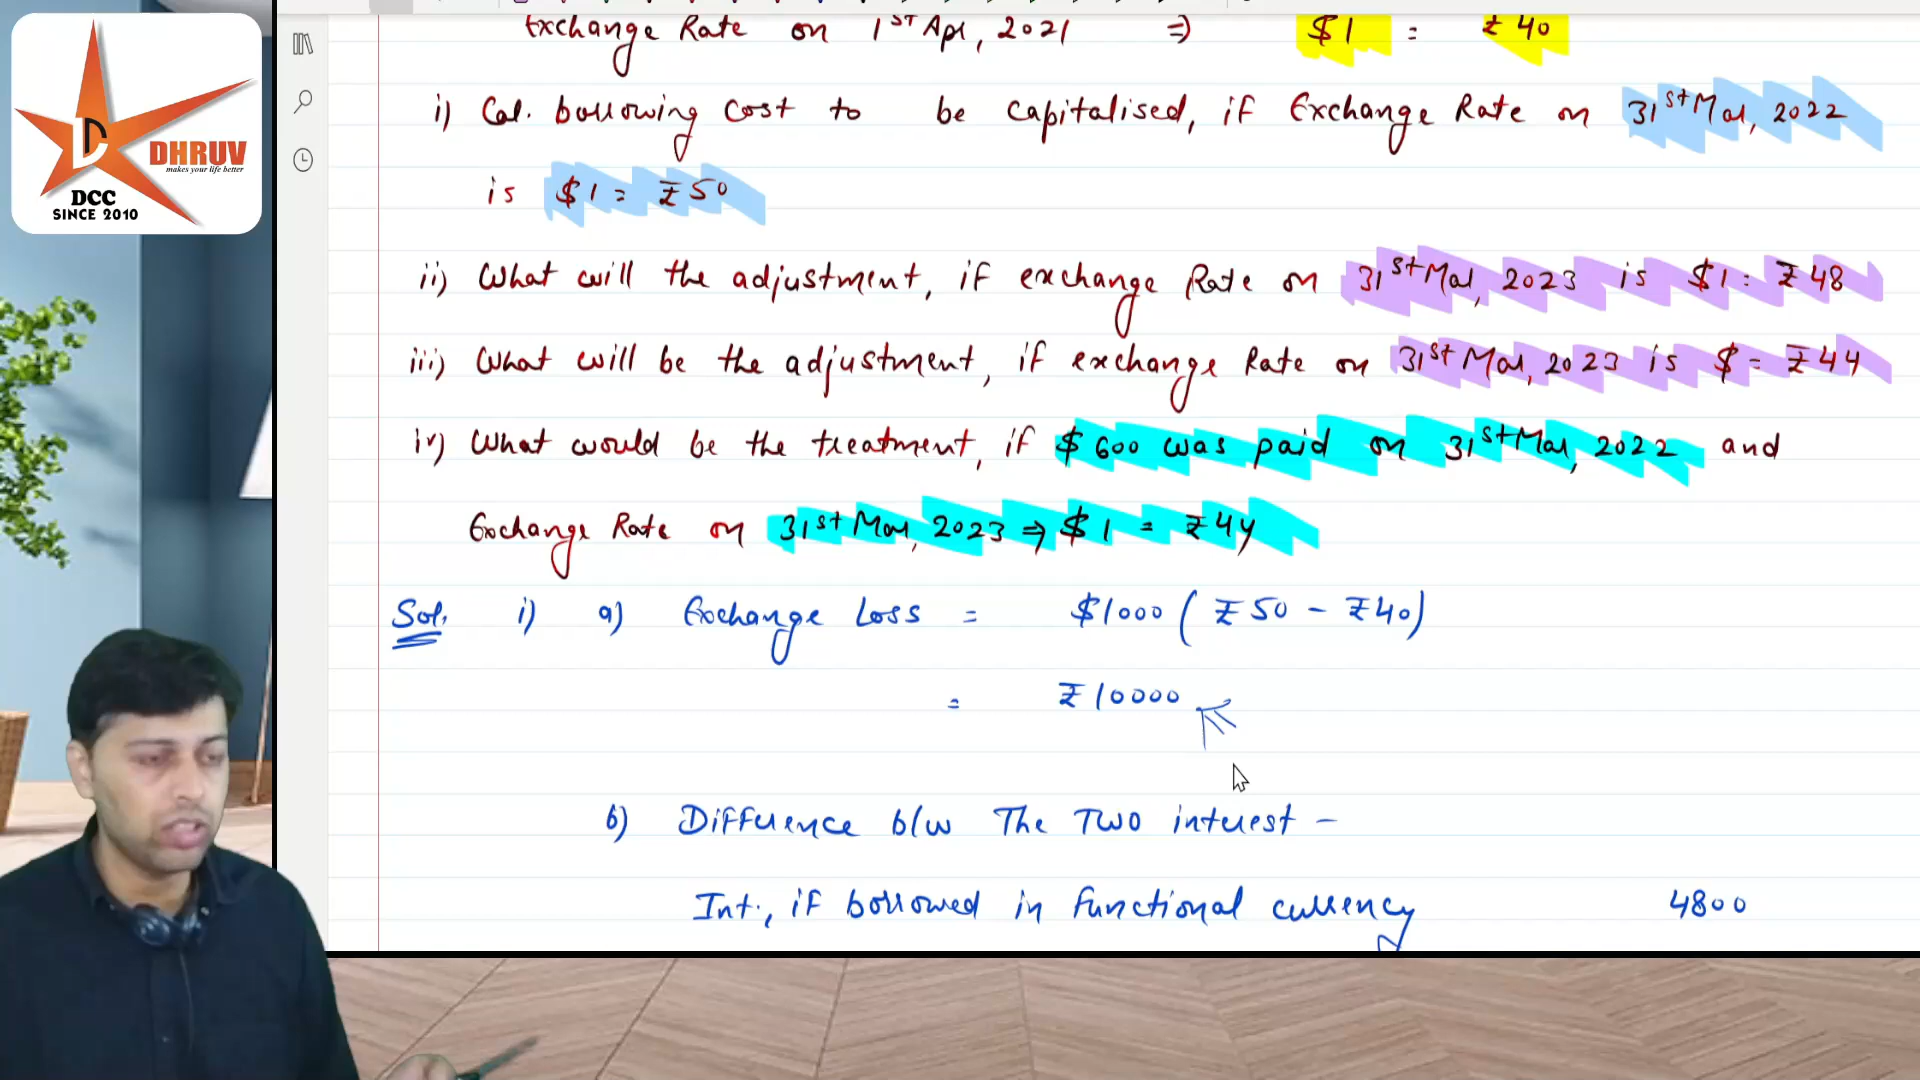 DHRUV
makes your life better
DCC
SINCE 2010
Exchange Rate on 1st Apr, 2021 ⇒ $1 = ₹40
i) Cal. borrowing cost to be capitalised, if Exchange Rate on 31st Mar, 2022
is $1 = ₹50
ii) What will the adjustment, if exchange Rate on 31st Mar, 2023 is $1 = ₹48
iii) What will be the adjustment, if exchange Rate on 31st Mar, 2023 is $ = ₹44
iv) What would be the treatment, if $600 was paid on 31st Mar, 2022 and
Exchange Rate on 31st Mar, 2023 ⇒ $1 = ₹44
Sol. i) a) Exchange Loss = $1000 (₹50 - ₹40)
= ₹10000
b) Difference b/w The Two interest -
Int., if borrowed in functional currency 4800